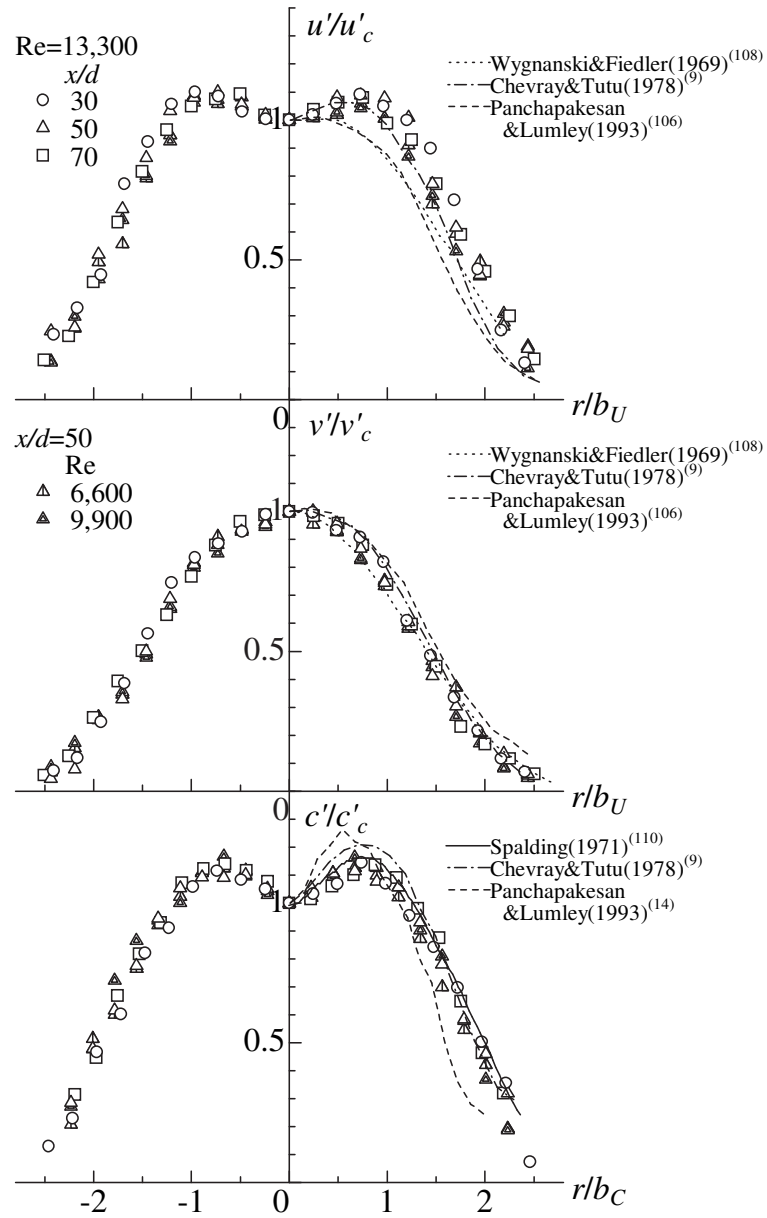 u'/u'c
Re=13,300
x/d
30
50
70
Wygnanski&Fiedler(1969)(108)
Chevray&Tutu(1978)(9)
Panchapakesan
&Lumley(1993)(106)
1
0.5
r/bU
0
v'/v'c
x/d=50
Re
6,600
9,900
Wygnanski&Fiedler(1969)(108)
Chevray&Tutu(1978)(9)
Panchapakesan
&Lumley(1993)(106)
1
0.5
r/bU
0
c'/c'c
Spalding(1971)(110)
Chevray&Tutu(1978)(9)
Panchapakesan
&Lumley(1993)(14)
1
0.5
-2 -1 0 1 2 r/bC